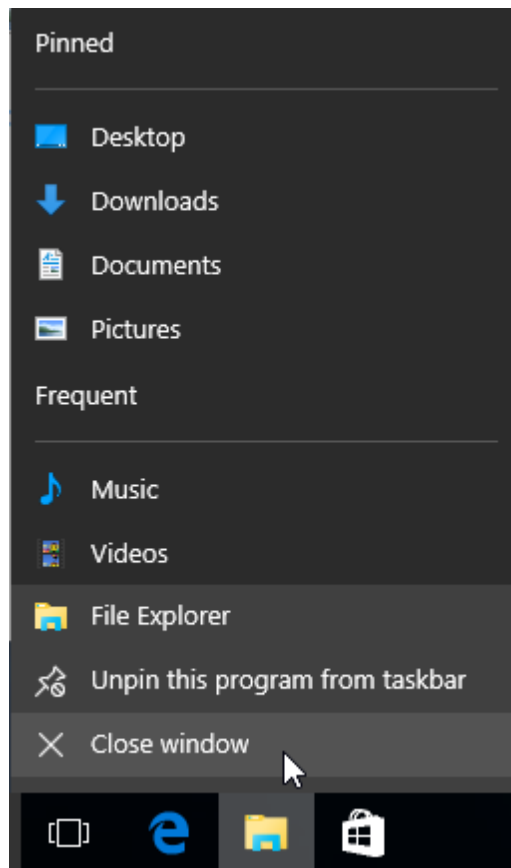 Pinned
Desktop
Downloads
Documents
Pictures
Frequent
Music
Videos
File Explorer
Unpin this program from taskbar
Close window